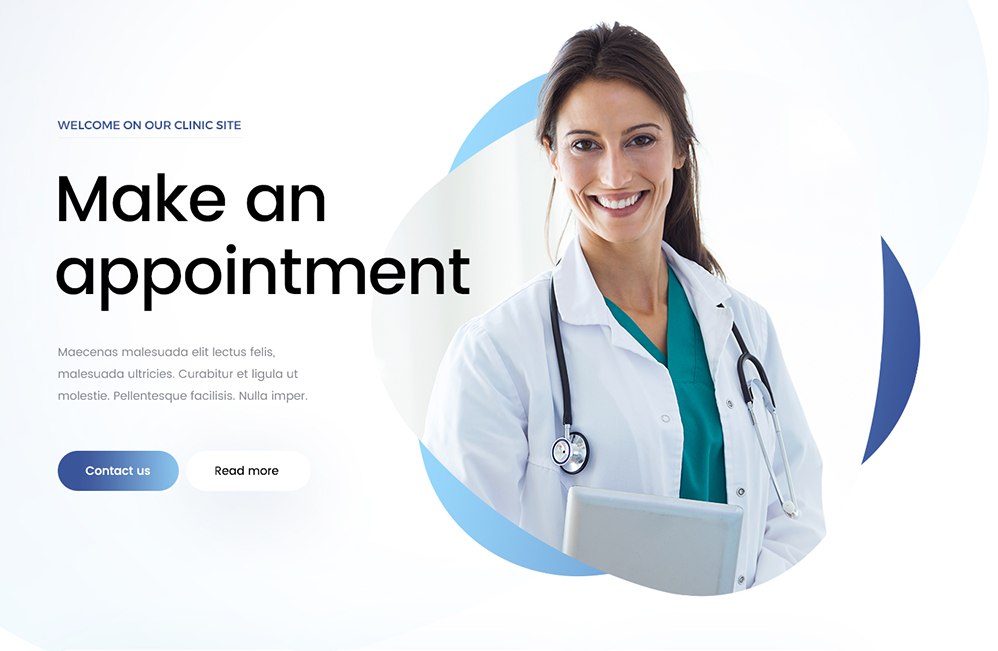 WELCOME ON OUR CLINIC SITE
Make an
appointment
Maecenas malesuada elit lectus felis,
malesuada ultricies. Curabitur et ligula ut
molestie. Pellentesque facilisis. Nulla imper.
Contact us
Read more